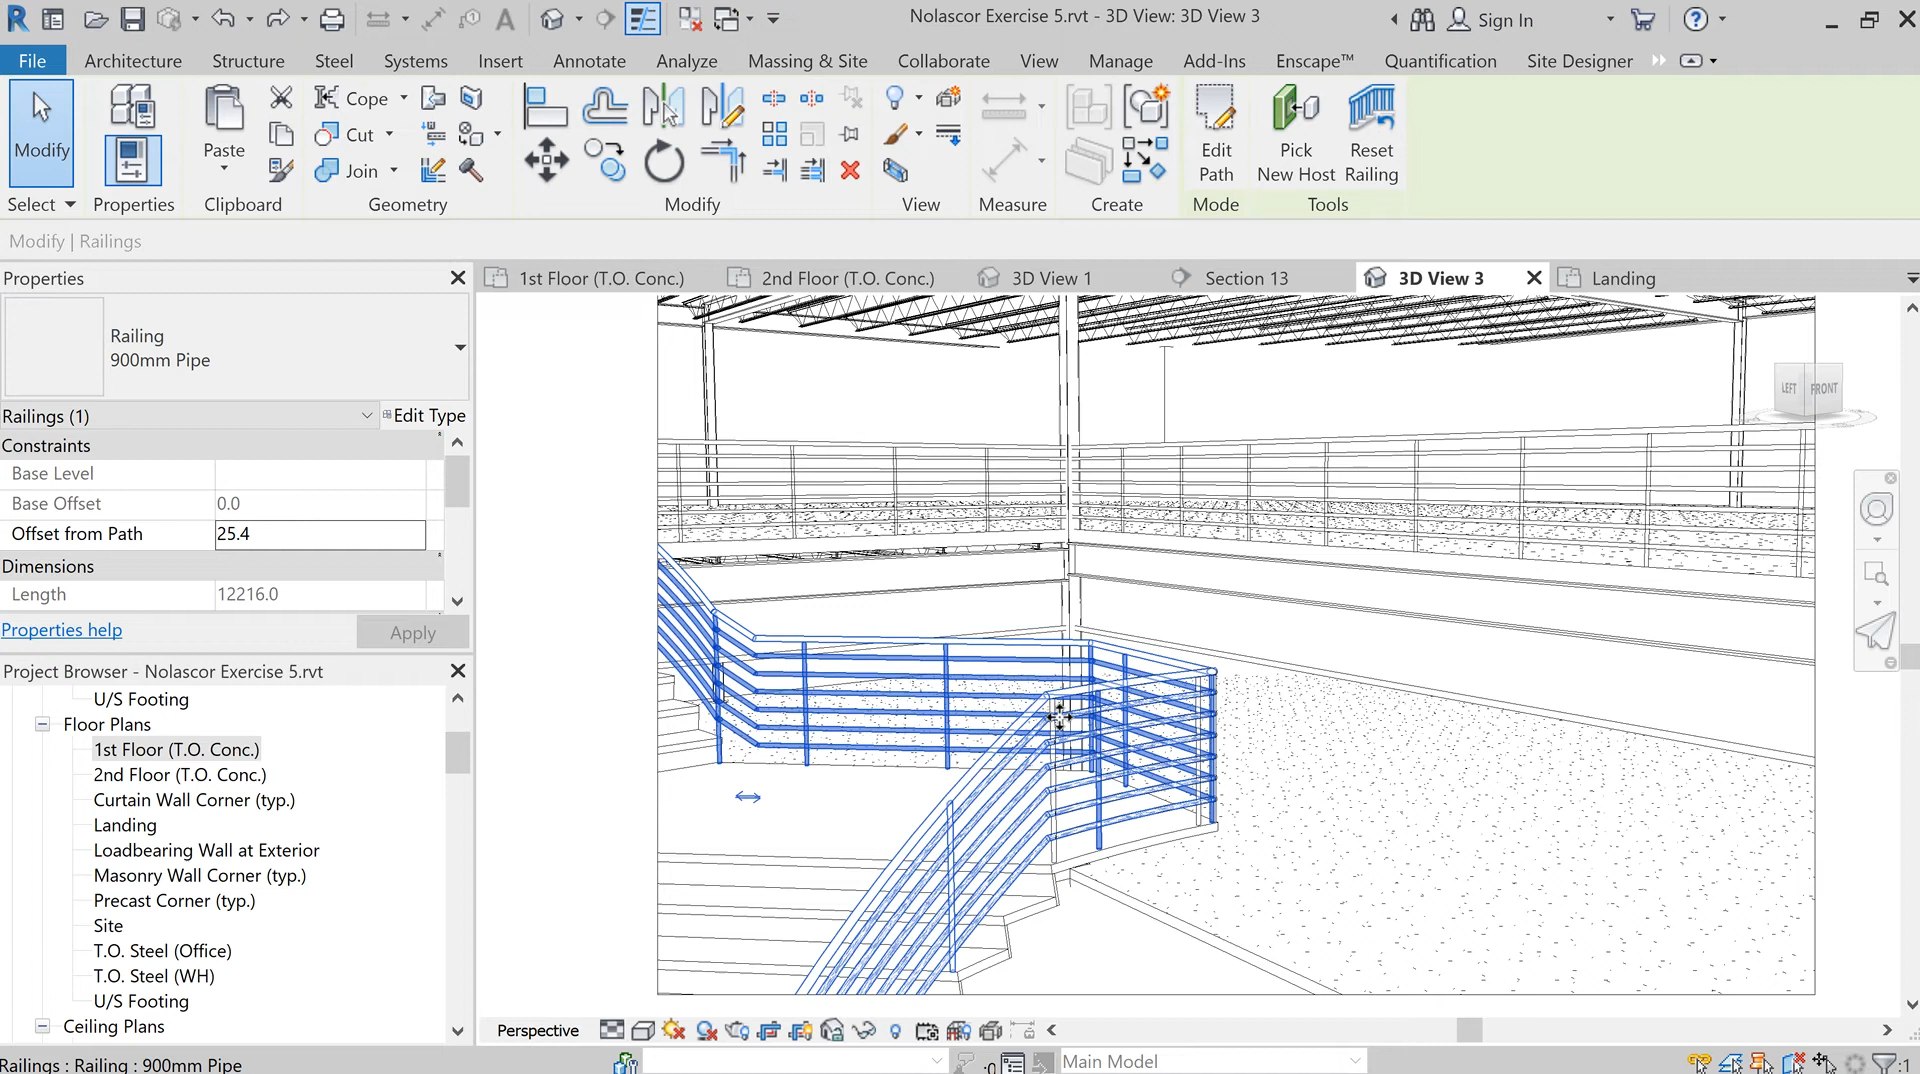 Nolascor Exercise 5.rvt - 3D View: 3D View 3
Sign In
File Architecture Structure Steel Systems Insert Annotate Analyze Massing & Site Collaborate View Manage Add-Ins Enscape™ Quantification Site Designer
Modify
Paste
Cope
Cut
Join
Edit Path
Pick New Host
Reset Railing
Select Properties Clipboard Geometry Modify View Measure Create Mode Tools
Modify | Railings
Properties
1st Floor (T.O. Conc.) 2nd Floor (T.O. Conc.) 3D View 1 Section 13 3D View 3 Landing
Railing
900mm Pipe
Railings (1) Edit Type
Constraints
Base Level
Base Offset 0.0
Offset from Path 25.4
Dimensions
Length 12216.0
Properties help Apply
LEFT FRONT
Project Browser - Nolascor Exercise 5.rvt
U/S Footing
Floor Plans
1st Floor (T.O. Conc.)
2nd Floor (T.O. Conc.)
Curtain Wall Corner (typ.)
Landing
Loadbearing Wall at Exterior
Masonry Wall Corner (typ.)
Precast Corner (typ.)
Site
T.O. Steel (Office)
T.O. Steel (WH)
U/S Footing
Ceiling Plans
Perspective
Railings : Railing : 900mm Pipe
:0
Main Model
:1